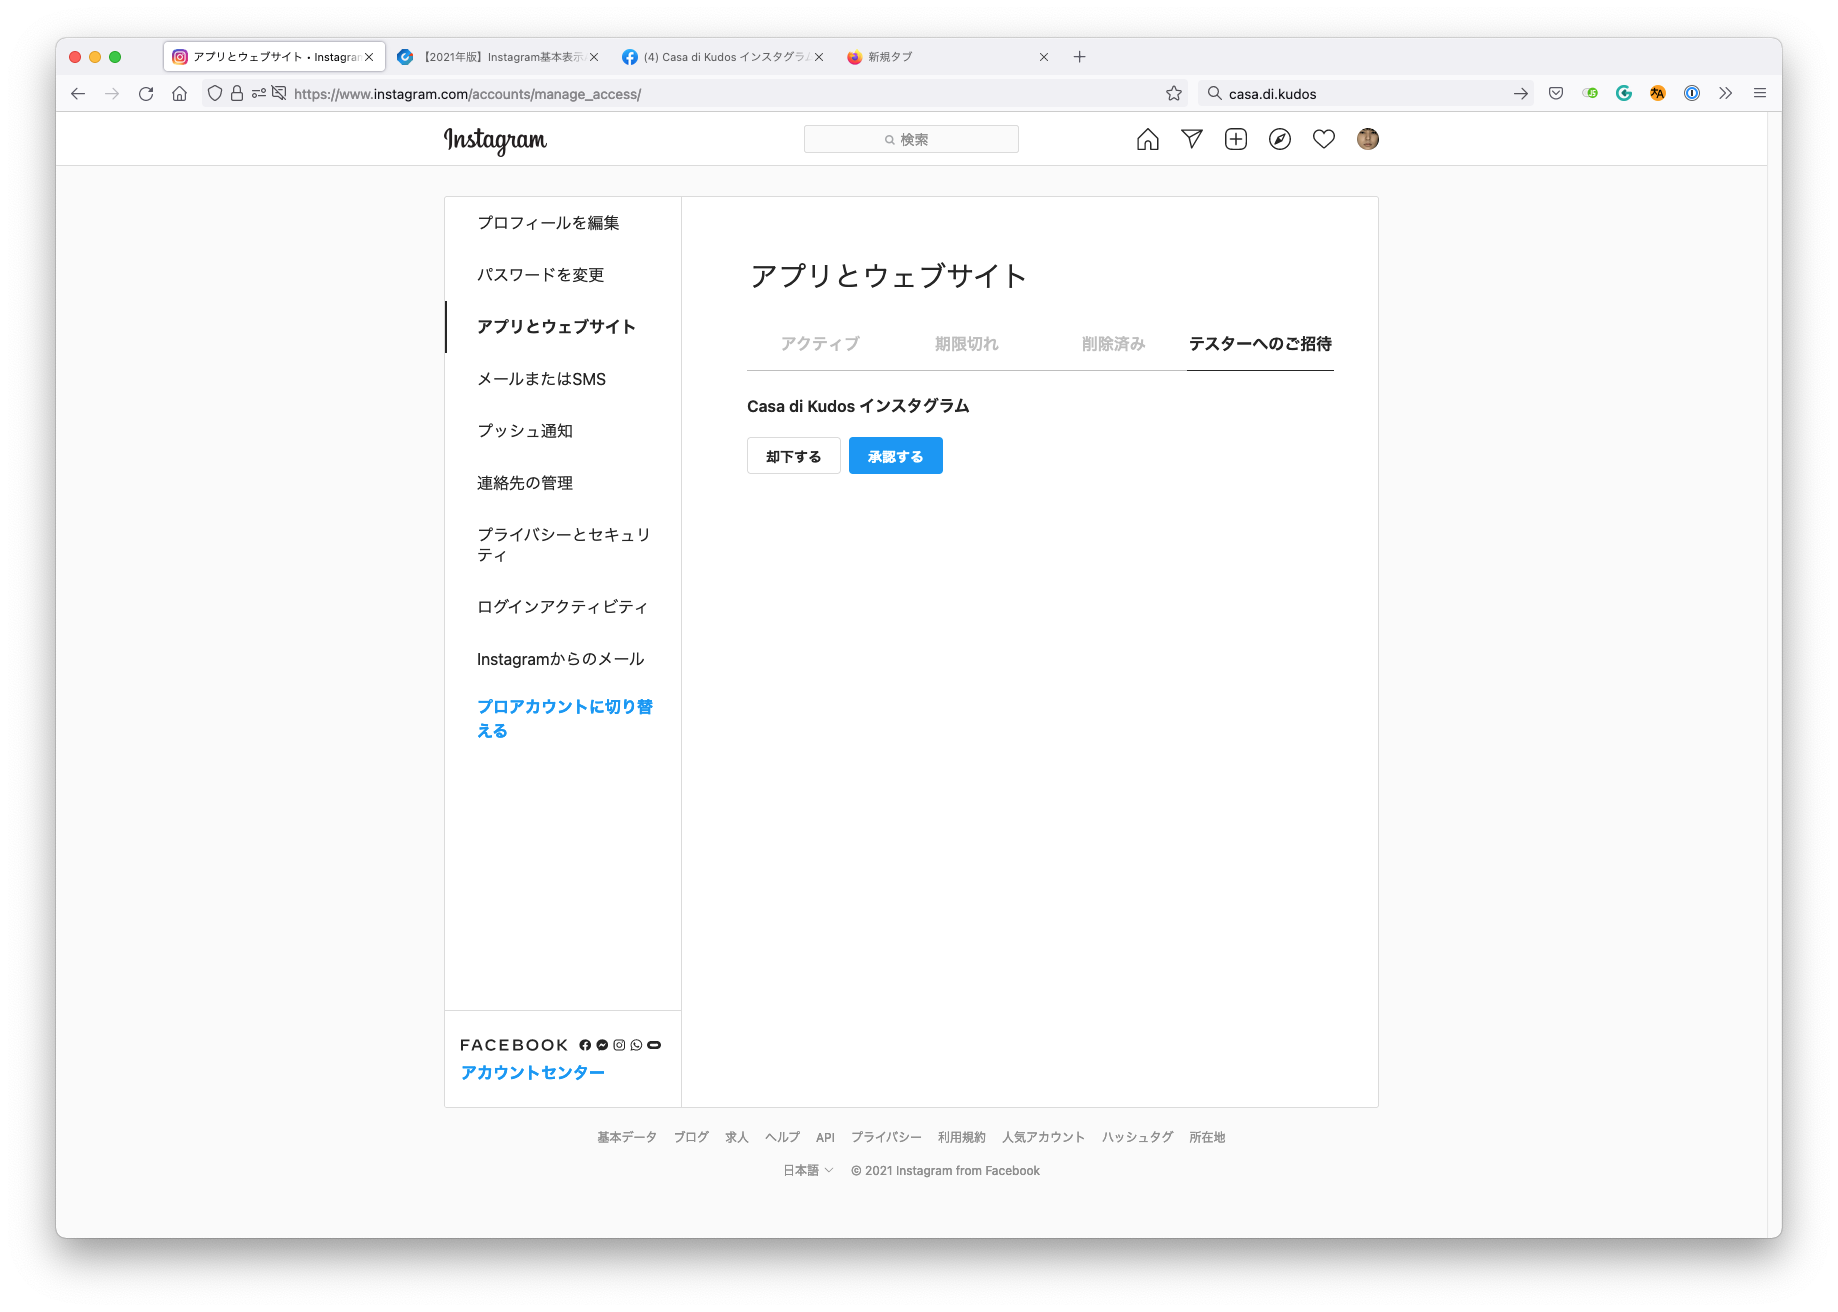 アプリとウェブサイト • Instagram
【2021年版】Instagram基本表示
(4) Casa di Kudos インスタグラム
新規タブ
https://www.instagram.com/accounts/manage_access/
casa.di.kudos
Instagram
検索
プロフィールを編集
パスワードを変更
アプリとウェブサイト
メールまたはSMS
プッシュ通知
連絡先の管理
プライバシーとセキュリ
ティ
ログインアクティビティ
Instagramからのメール
プロアカウントに切り替
える
FACEBOOK
アカウントセンター
アプリとウェブサイト
アクティブ
期限切れ
削除済み
テスターへのご招待
Casa di Kudos インスタグラム
却下する
承認する
基本データ
ブログ
求人
ヘルプ
API
プライバシー
利用規約
人気アカウント
ハッシュタグ
所在地
日本語
© 2021 Instagram from Facebook